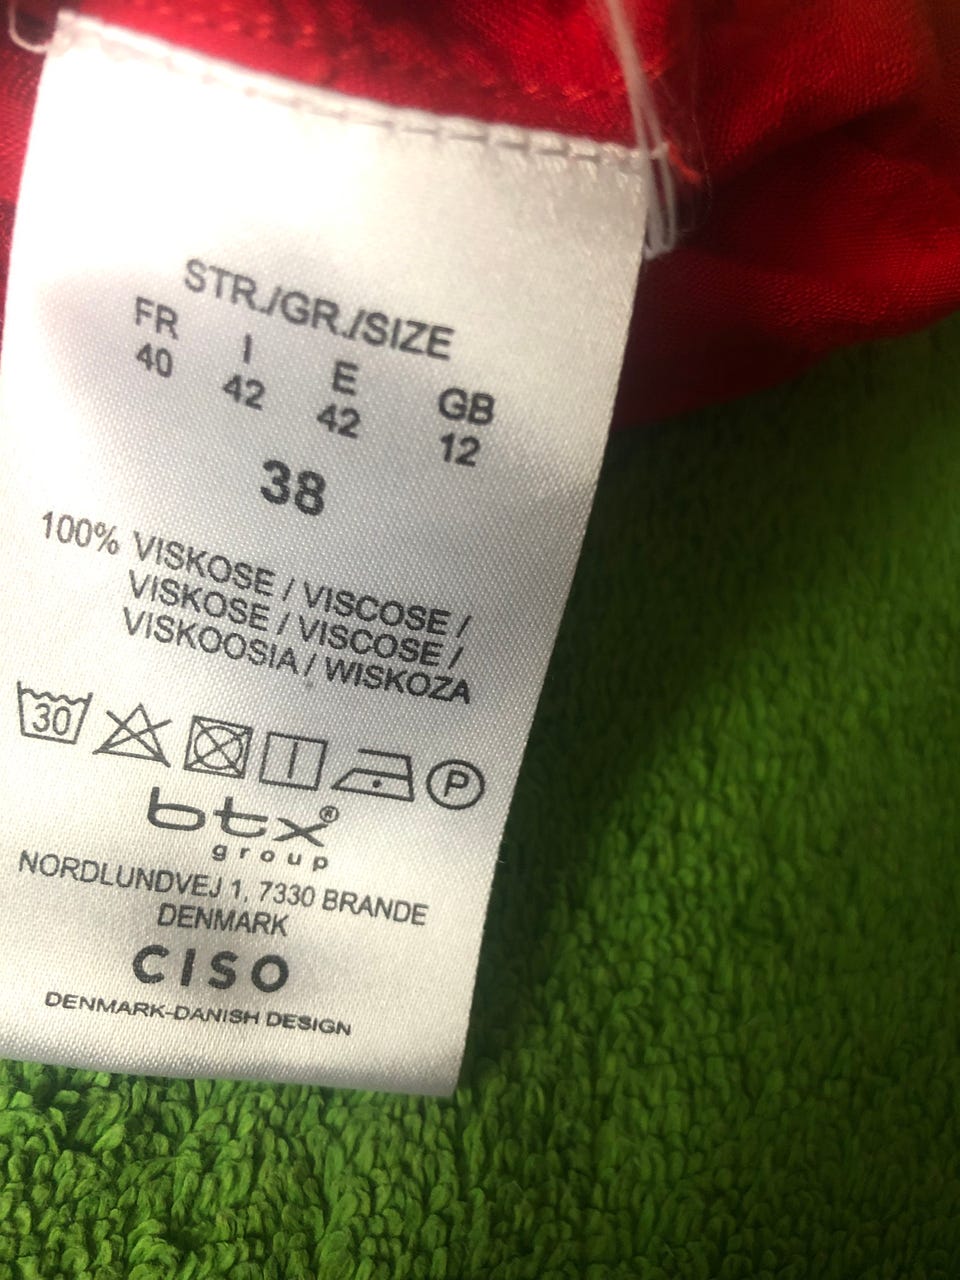 STR./GR./SIZE
FR I E GB
40 42 42 12
38
100% VISKOSE / VISCOSE /
VISKOSE / VISCOSE /
VISKOOSIA / WISKOZA
30 P
btx®
group
NORDLUNDVEJ 1, 7330 BRANDE
DENMARK
CISO
DENMARK-DANISH DESIGN